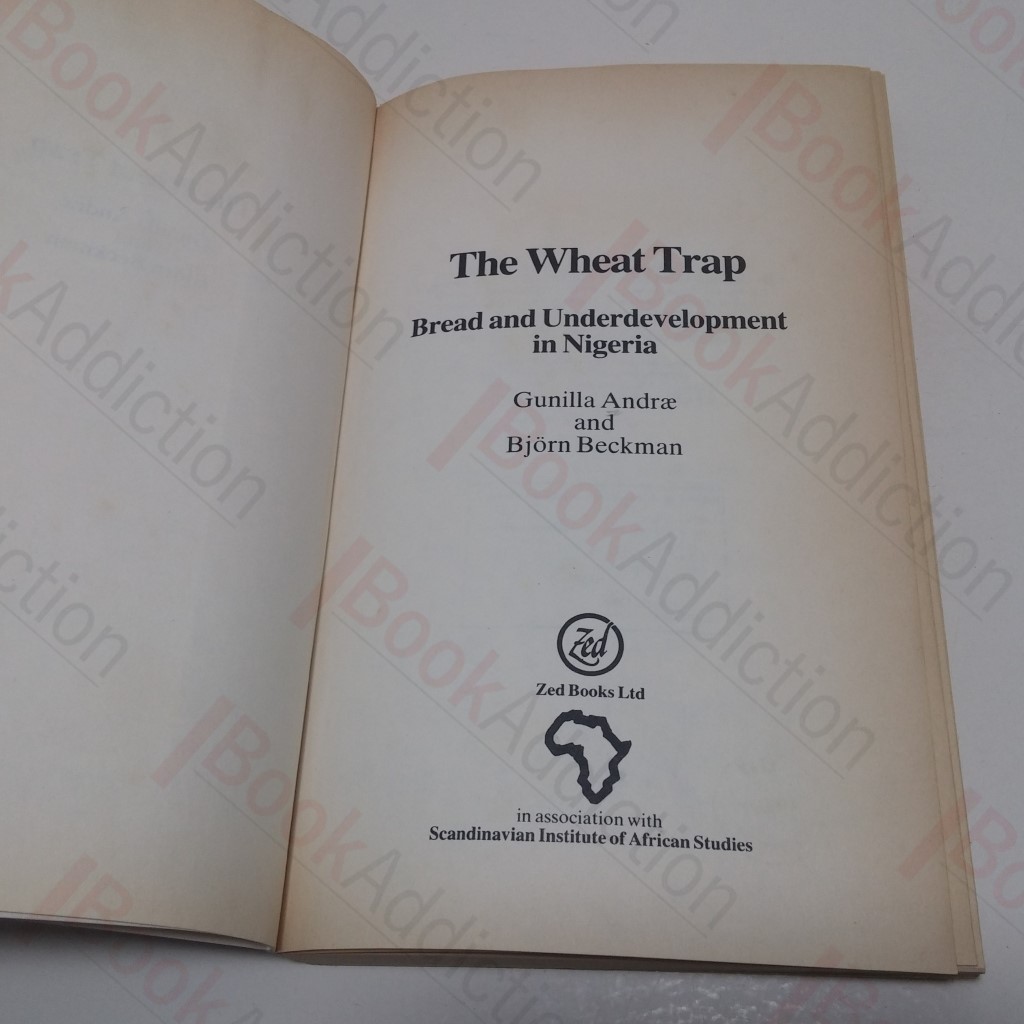 The Wheat Trap
Bread and Underdevelopment
in Nigeria
Gunilla Andræ
and
Björn Beckman
Zed
Zed Books Ltd
in association with
Scandinavian Institute of African Studies
BookAddiction